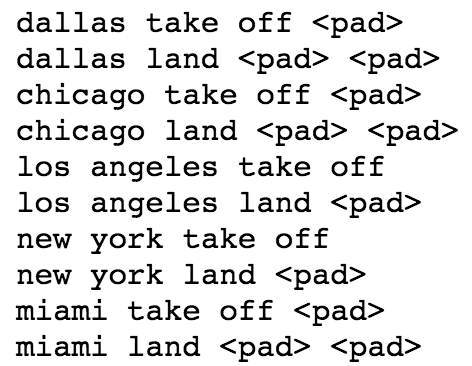 dallas take off <pad>
dallas land <pad> <pad>
chicago take off <pad>
chicago land <pad> <pad>
los angeles take off
los angeles land <pad>
new york take off
new york land <pad>
miami take off <pad>
miami land <pad> <pad>